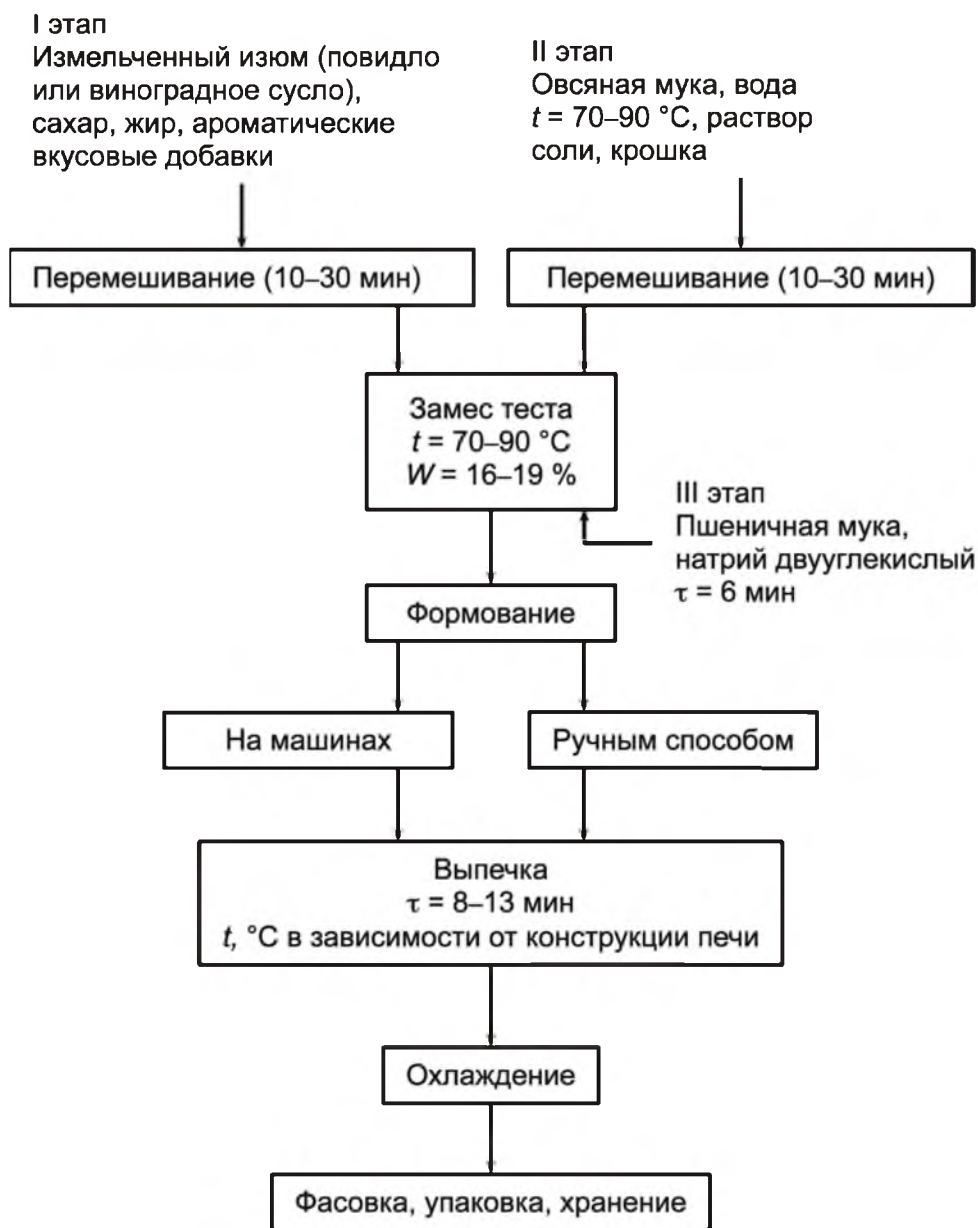 I этап
Измельченный изюм (повидло
или виноградное сусло),
сахар, жир, ароматические
вкусовые добавки
II этап
Овсяная мука, вода
t = 70–90 °C, раствор
соли, крошка
Перемешивание (10–30 мин)
Перемешивание (10–30 мин)
Замес теста
t = 70–90 °C
W = 16–19 %
III этап
Пшеничная мука,
натрий двууглекислый
τ = 6 мин
Формование
На машинах
Ручным способом
Выпечка
τ = 8–13 мин
t, °C в зависимости от конструкции печи
Охлаждение
Фасовка, упаковка, хранение